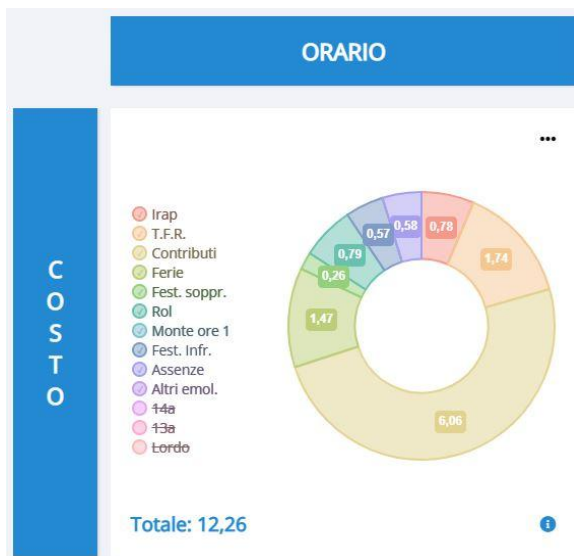 ORARIO
COSTO
Irap
T.F.R.
Contributi
Ferie
Fest. soppr.
Rol
Monte ore 1
Fest. Infr.
Assenze
Altri emol.
14a
13a
Lordo
0,78
1,74
6,06
1,47
0,26
0,79
0,57
0,58
Totale: 12,26